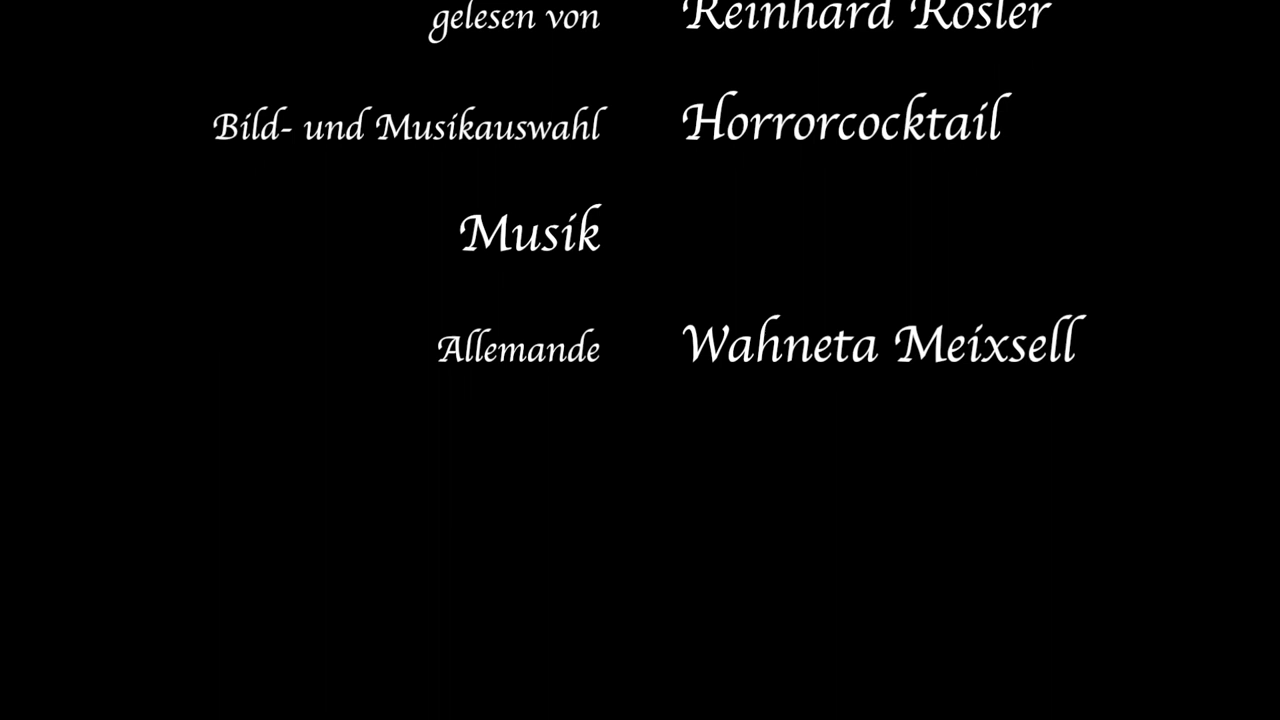 gelesen von Reinhard Rösler
Bild- und Musikauswahl Horrorcocktail
Musik
Allemande Wahneta Meixsell